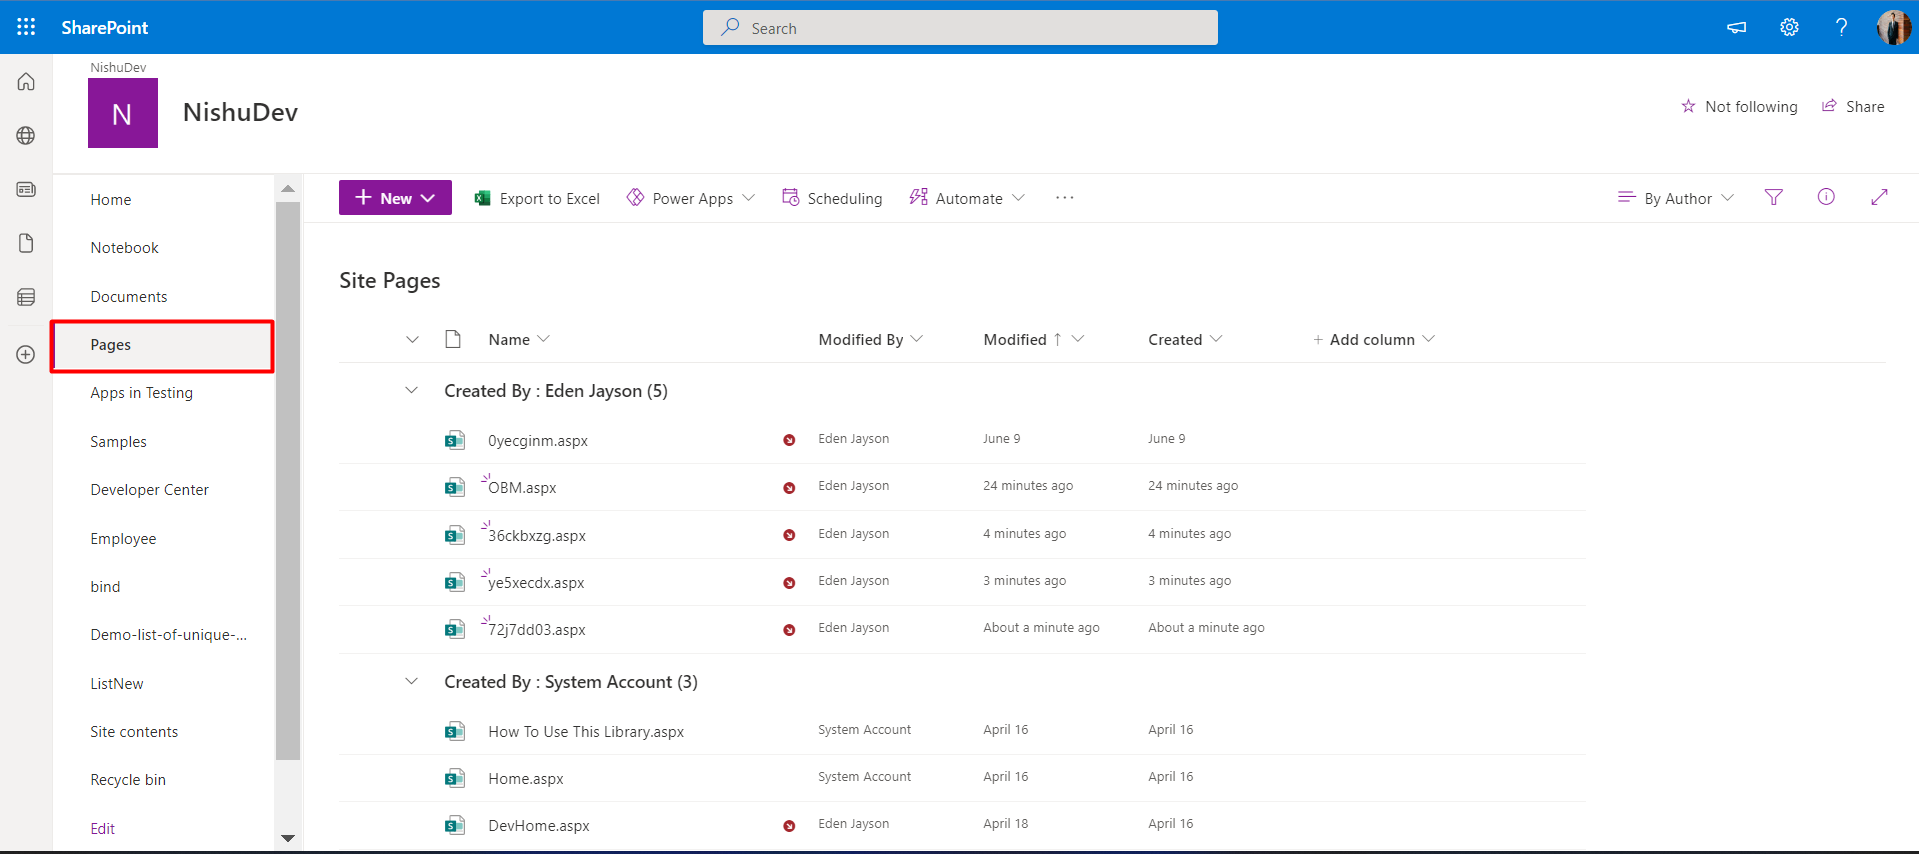 SharePoint
Search
NishuDev
N
NishuDev
Not following
Share
Home
Notebook
Documents
Pages
Apps in Testing
Samples
Developer Center
Employee
bind
Demo-list-of-unique-...
ListNew
Site contents
Recycle bin
Edit
+ New
Export to Excel
Power Apps
Scheduling
Automate
...
By Author
Site Pages
Name Modified By Modified ↑ Created + Add column
Created By : Eden Jayson (5)
0yecginm.aspx Eden Jayson June 9 June 9
OBM.aspx Eden Jayson 24 minutes ago 24 minutes ago
36ckbxzg.aspx Eden Jayson 4 minutes ago 4 minutes ago
ye5xecdx.aspx Eden Jayson 3 minutes ago 3 minutes ago
72j7dd03.aspx Eden Jayson About a minute ago About a minute ago
Created By : System Account (3)
How To Use This Library.aspx System Account April 16 April 16
Home.aspx System Account April 16 April 16
DevHome.aspx Eden Jayson April 18 April 16